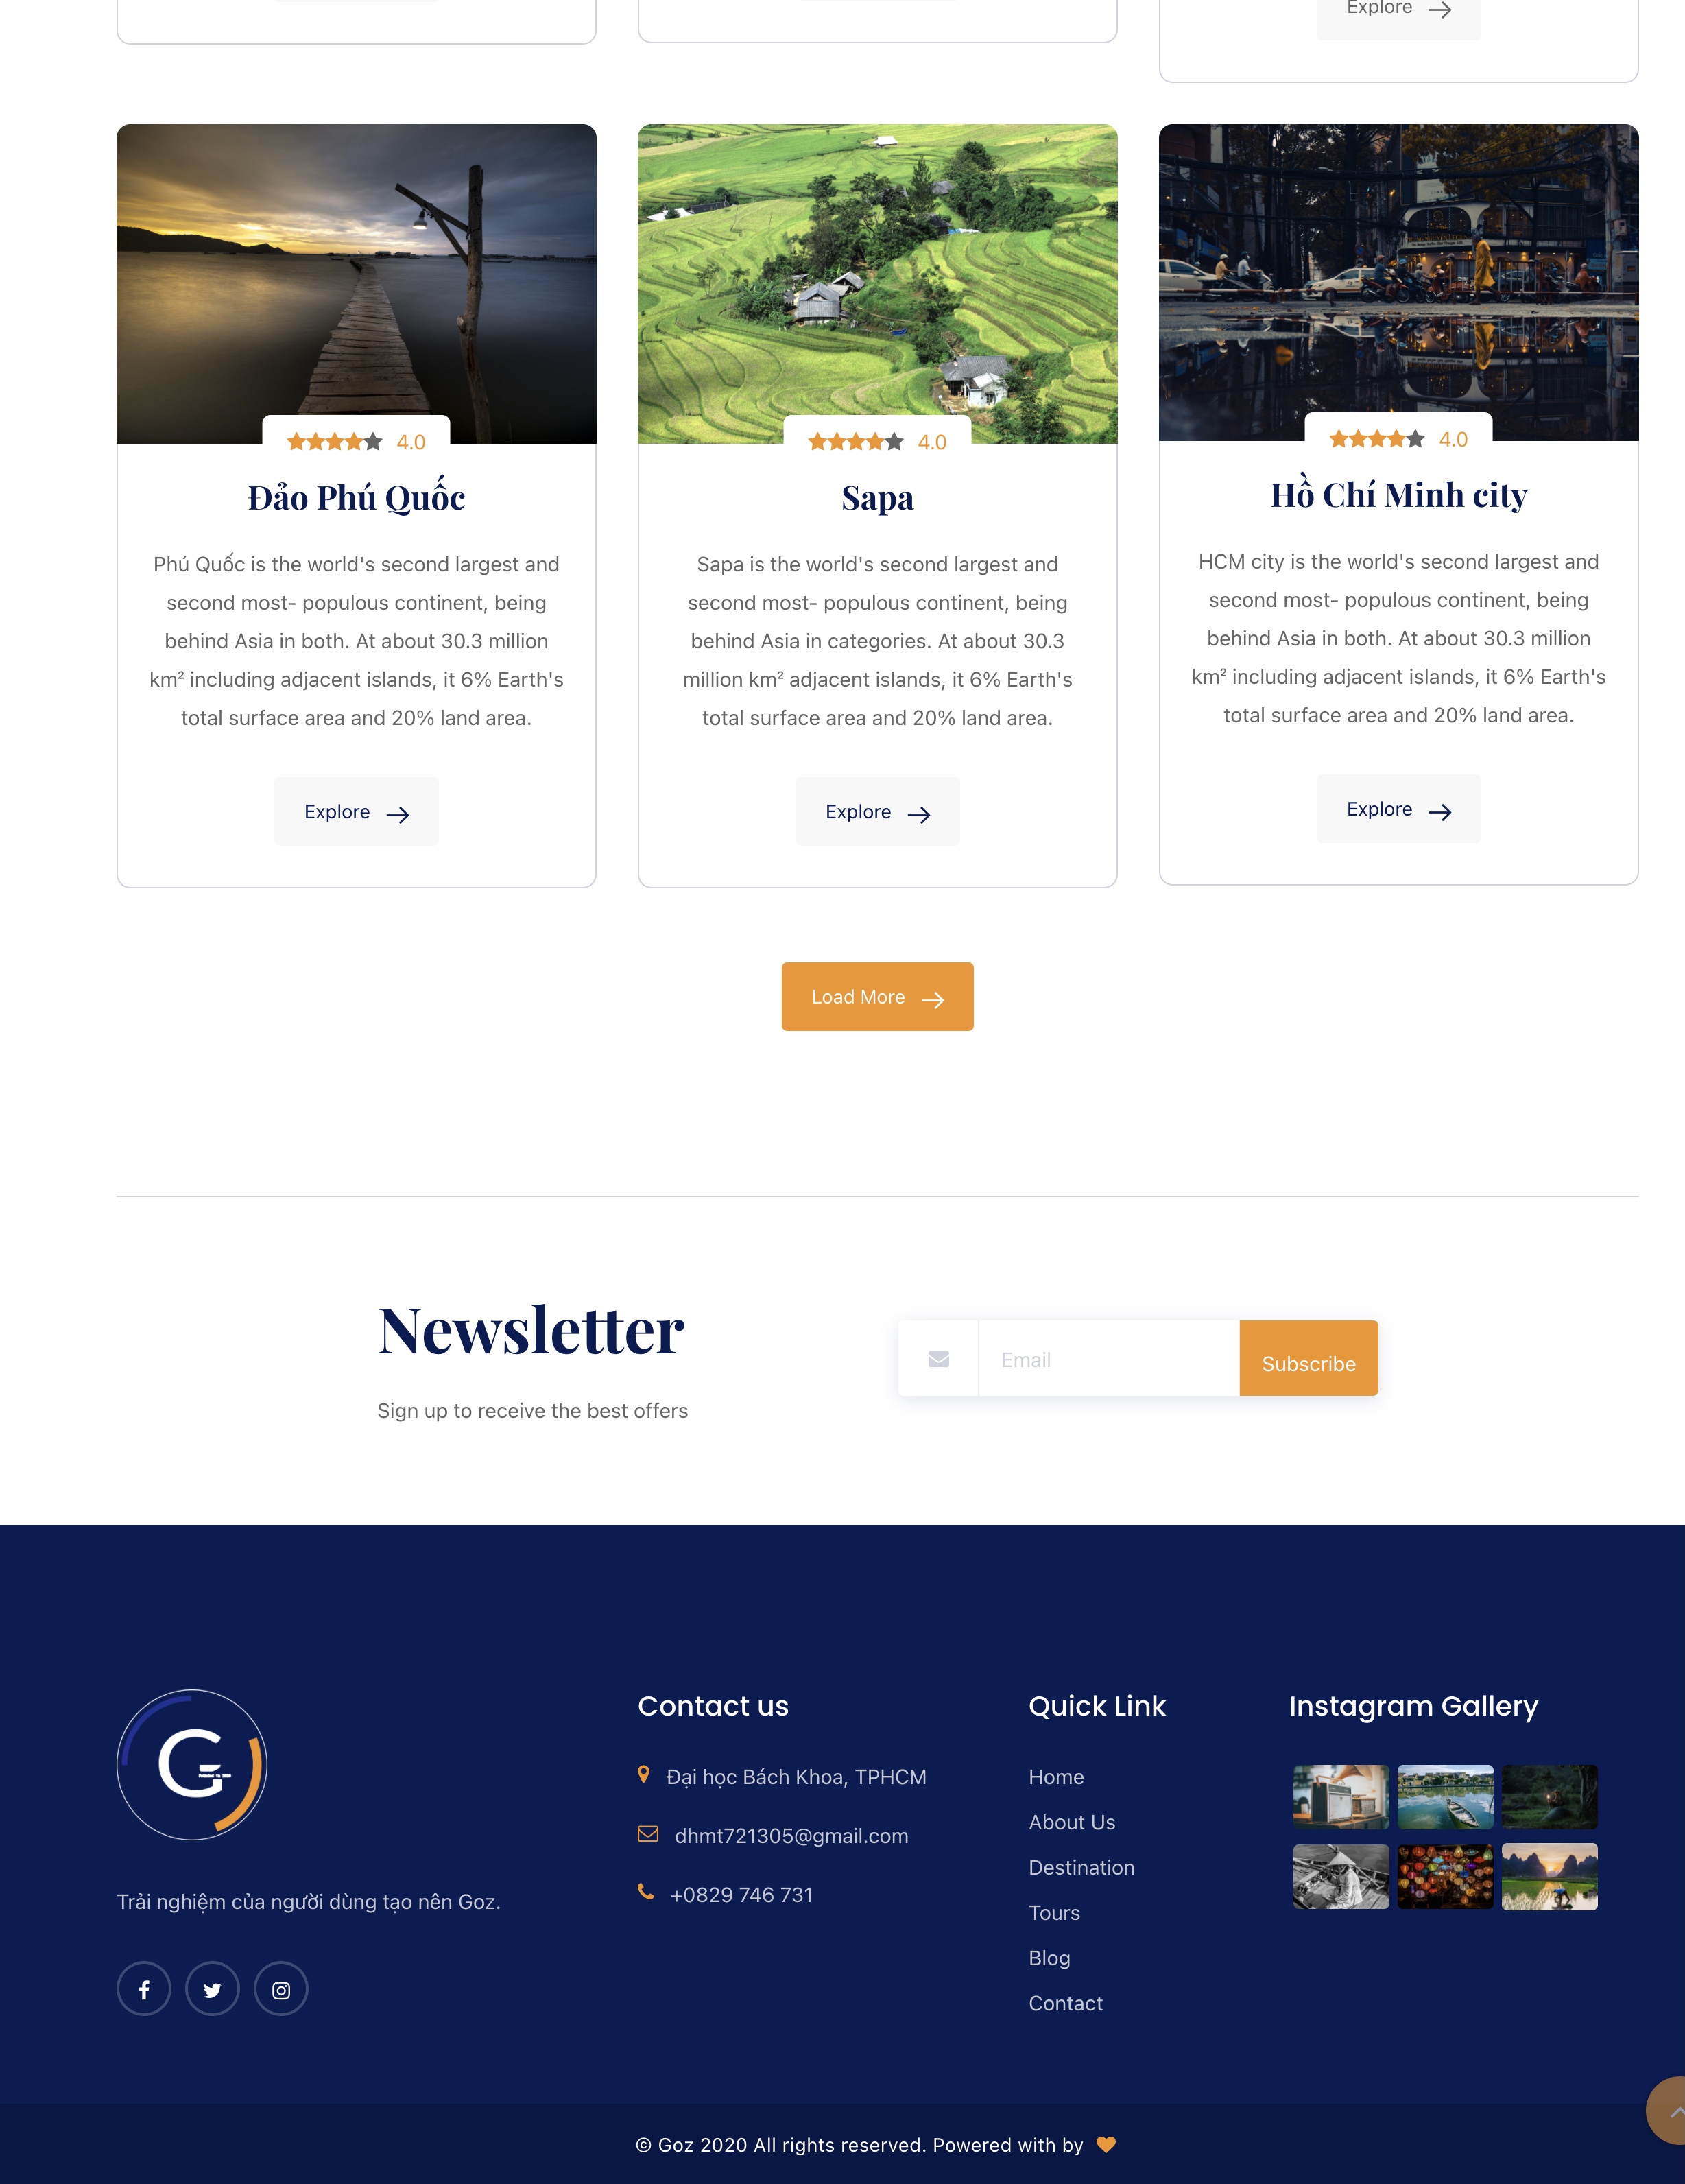 Explore
4.0
Đảo Phú Quốc
Phú Quốc is the world's second largest and
second most- populous continent, being
behind Asia in both. At about 30.3 million
km² including adjacent islands, it 6% Earth's
total surface area and 20% land area.
Explore
4.0
Sapa
Sapa is the world's second largest and
second most- populous continent, being
behind Asia in categories. At about 30.3
million km² adjacent islands, it 6% Earth's
total surface area and 20% land area.
Explore
4.0
Hồ Chí Minh city
HCM city is the world's second largest and
second most- populous continent, being
behind Asia in both. At about 30.3 million
km² including adjacent islands, it 6% Earth's
total surface area and 20% land area.
Explore
Load More
Newsletter
Sign up to receive the best offers
Email
Subscribe
G
Trải nghiệm của người dùng tạo nên Goz.
Contact us
Đại học Bách Khoa, TPHCM
dhmt721305@gmail.com
+0829 746 731
Quick Link
Home
About Us
Destination
Tours
Blog
Contact
Instagram Gallery
© Goz 2020 All rights reserved. Powered with by